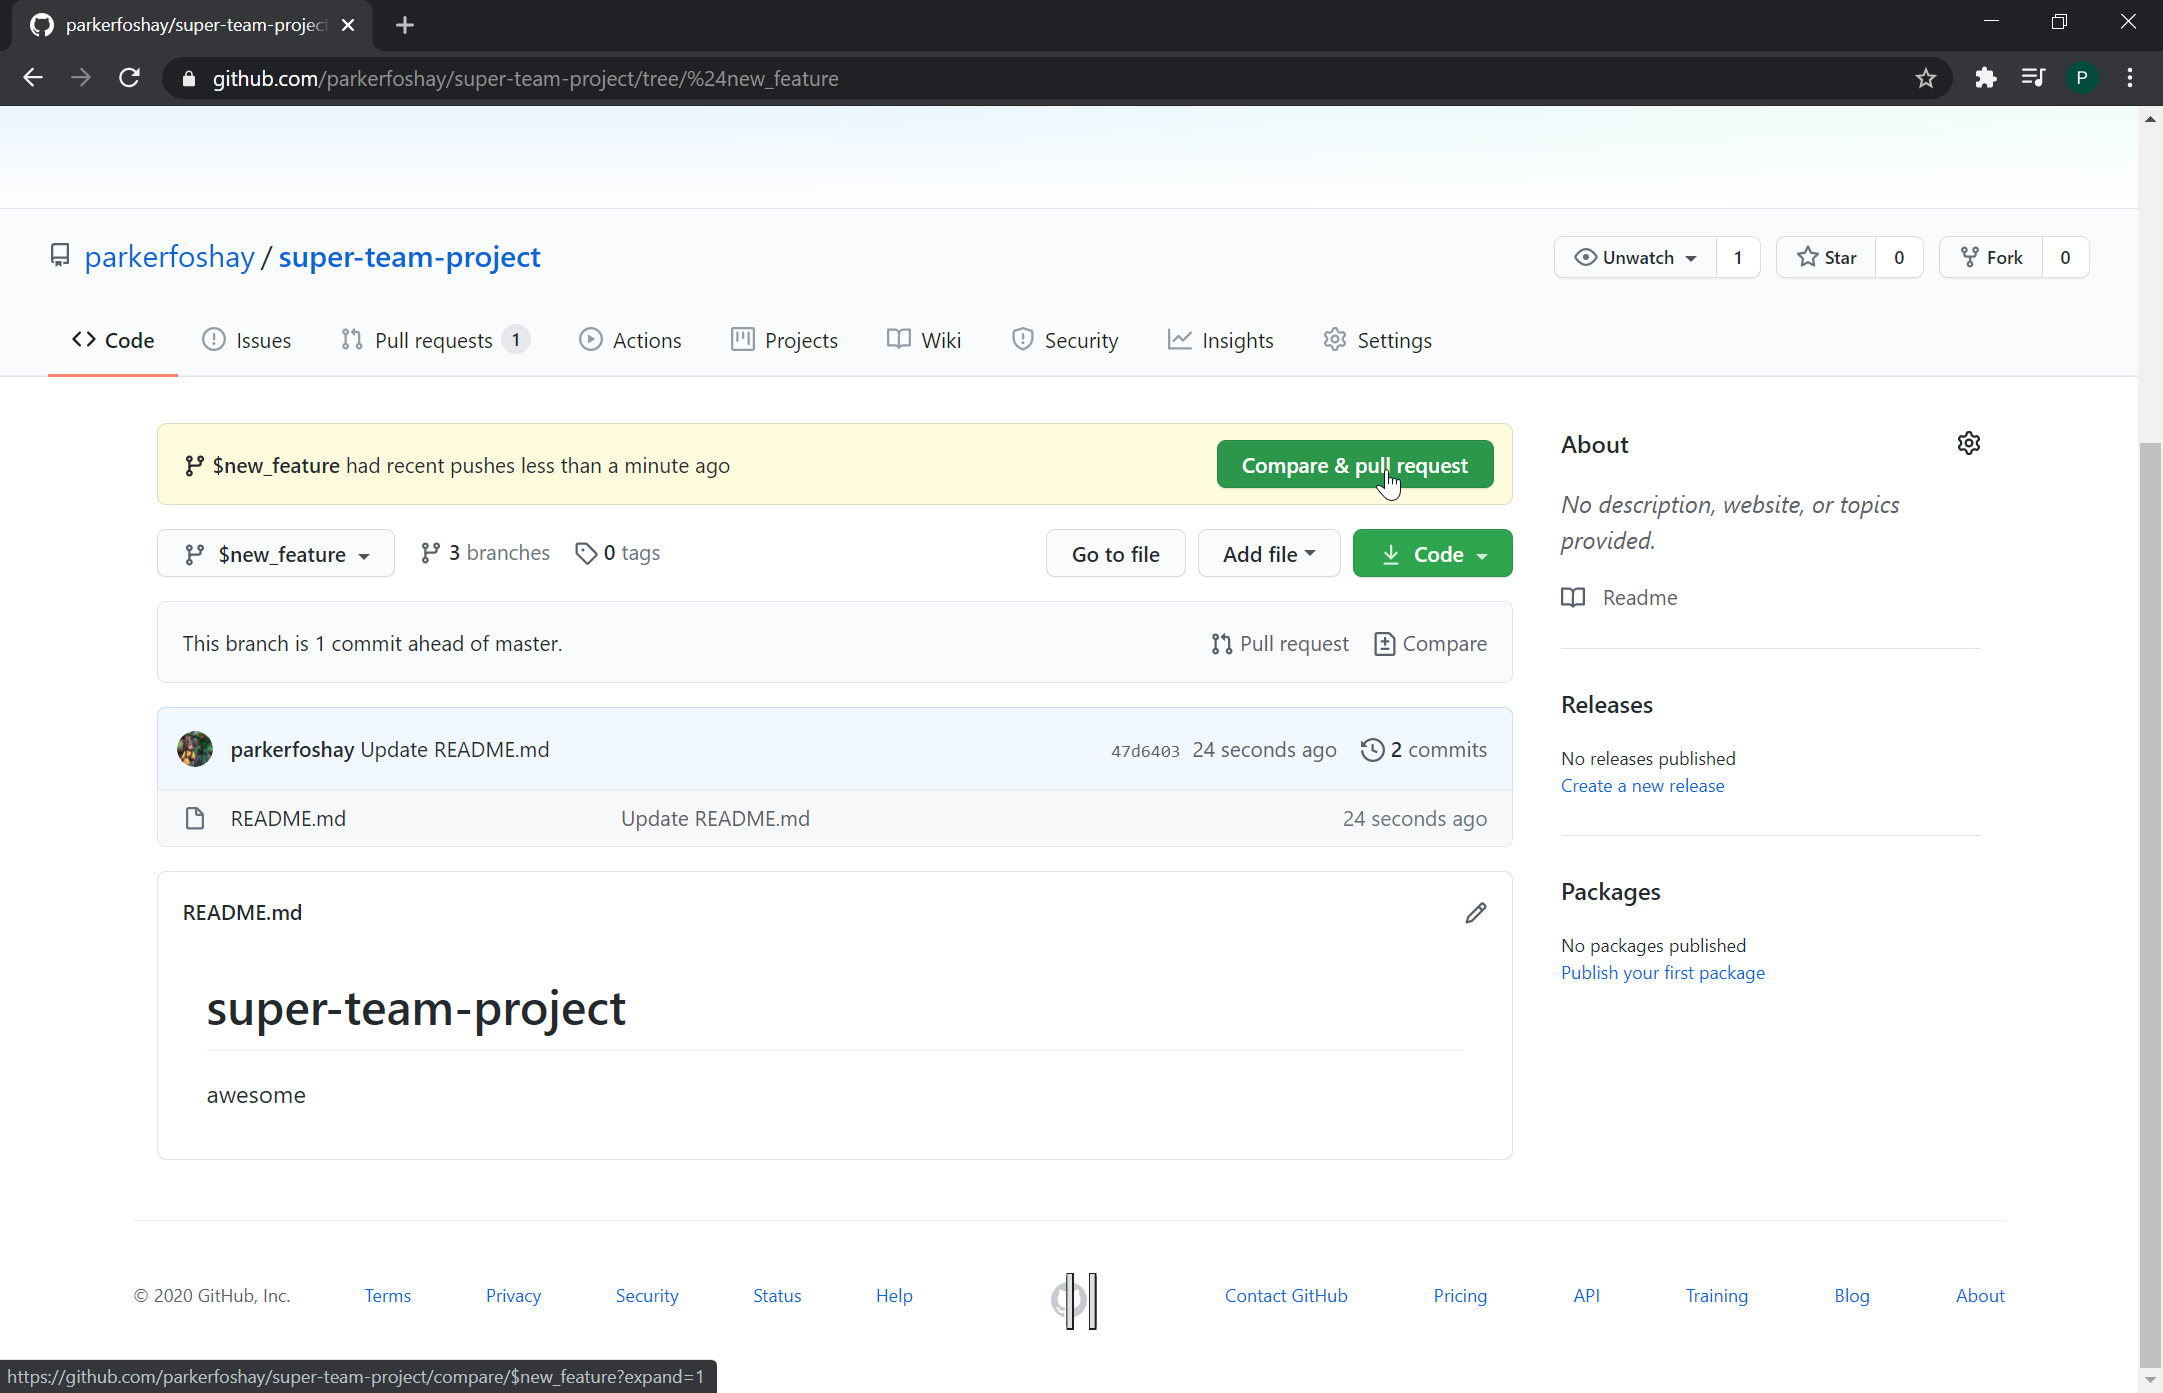 parkerfoshay/super-team-project
github.com/parkerfoshay/super-team-project/tree/%24new_feature
P
parkerfoshay / super-team-project
Unwatch 1 Star 0 Fork 0
Code Issues Pull requests 1 Actions Projects Wiki Security Insights Settings
$new_feature had recent pushes less than a minute ago
Compare & pull request
$new_feature 3 branches 0 tags Go to file Add file Code
This branch is 1 commit ahead of master. Pull request Compare
parkerfoshay Update README.md 47d6403 24 seconds ago 2 commits
README.md Update README.md 24 seconds ago
README.md
super-team-project
awesome
About
No description, website, or topics
provided.
Readme
Releases
No releases published
Create a new release
Packages
No packages published
Publish your first package
© 2020 GitHub, Inc. Terms Privacy Security Status Help Contact GitHub Pricing API Training Blog About
https://github.com/parkerfoshay/super-team-project/compare/$new_feature?expand=1